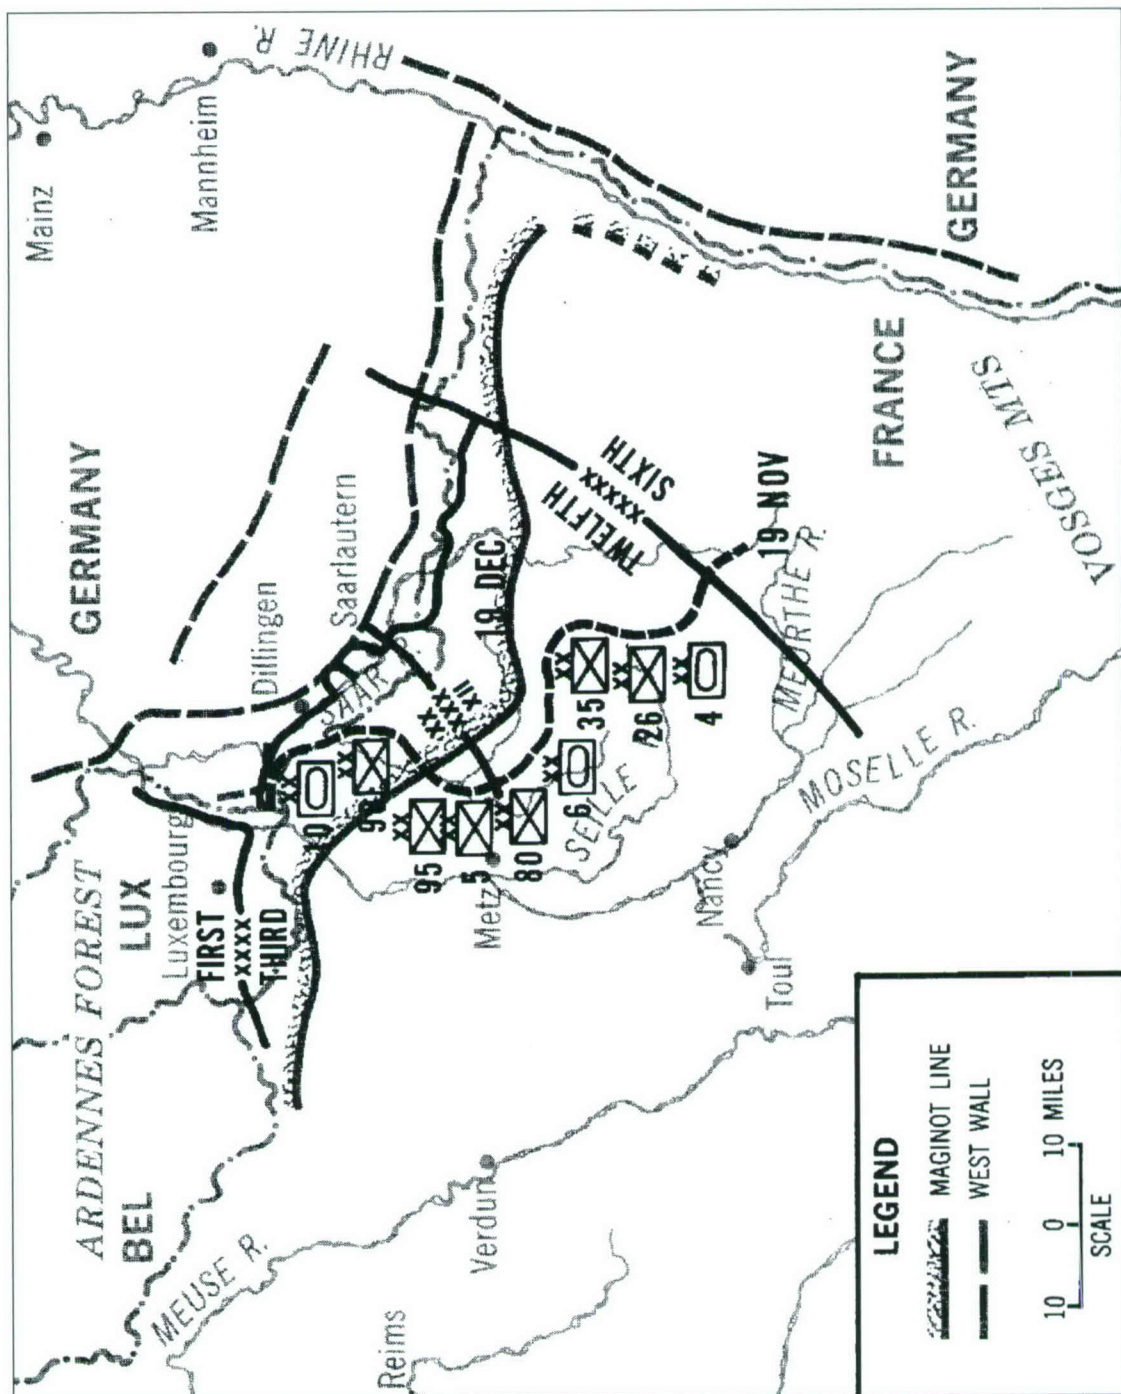 Mainz
Mannheim
RHINE R.
GERMANY
GERMANY
Dillingen
Saarlautern
ARDENNES FOREST
LUX
Luxembourg
FIRST
XXXX
THIRD
BEL
MEUSE R.
SAAR
19 DEC
XX
XX
XX
95
XX
5
XX
80
XX
6
XX
35
XX
26
XX
4
XII
TWELFTH
XXXXX
SIXTH
19 NOV
FRANCE
VOSGES MTS
MEURTHE R.
MOSELLE R.
SEILLE
Metz
Nancy
Toul
Verdun
Reims
LEGEND
MAGINOT LINE
WEST WALL
10 0 10 MILES
SCALE